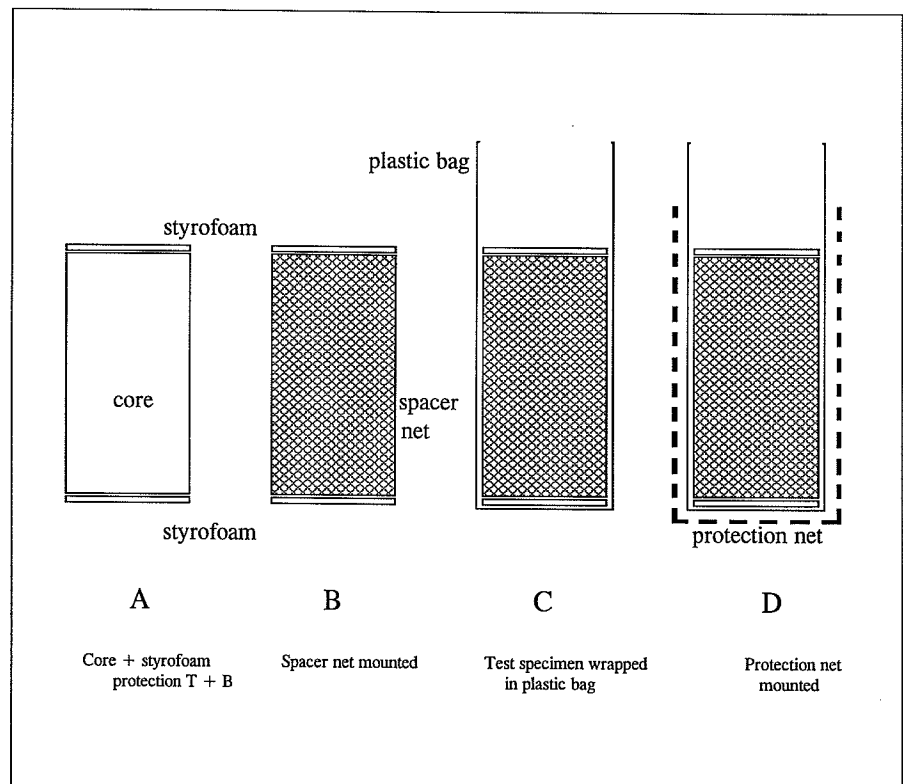 plastic bag
styrofoam
core
spacer
net
styrofoam
protection net
A
B
C
D
Core + styrofoam
protection T + B
Spacer net mounted
Test specimen wrapped
in plastic bag
Protection net
mounted